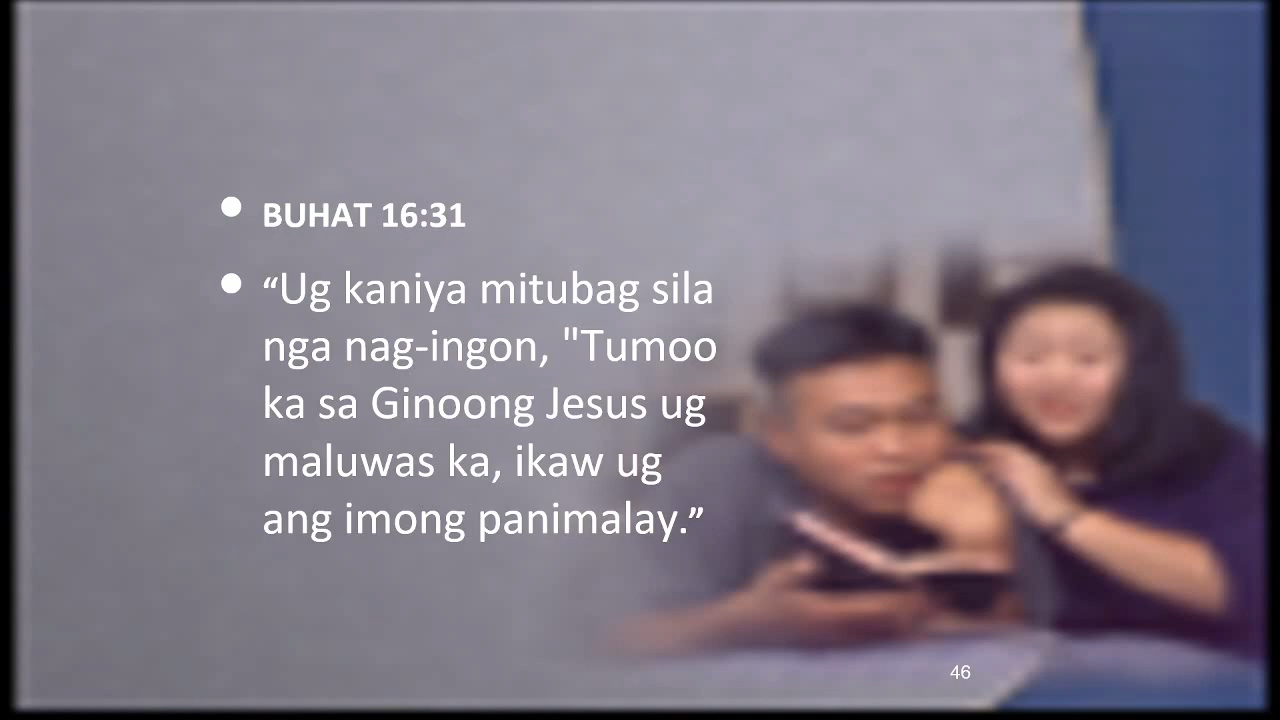 • BUHAT 16:31
• “Ug kaniya mitubag sila
nga nag-ingon, "Tumoo
ka sa Ginoong Jesus ug
maluwas ka, ikaw ug
ang imong panimalay.”
46